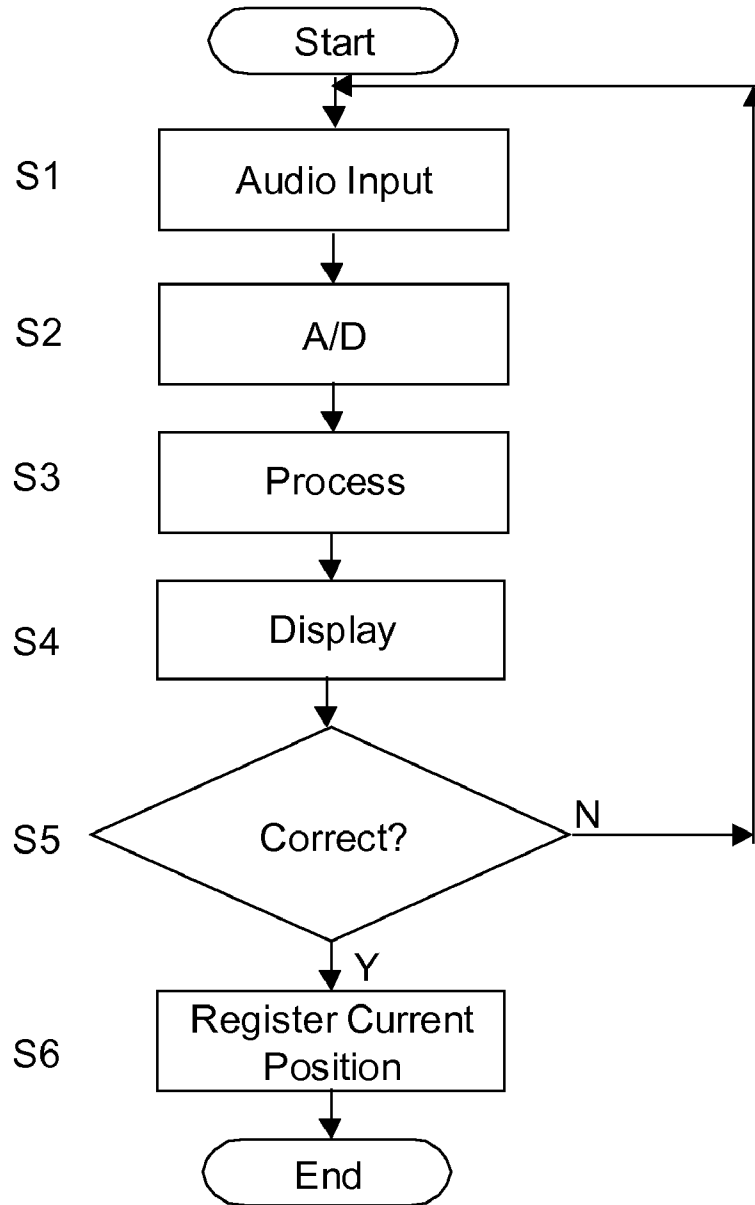 Start
S1
Audio Input
S2
A/D
S3
Process
S4
Display
S5
Correct?
N
Y
S6
Register Current
Position
End